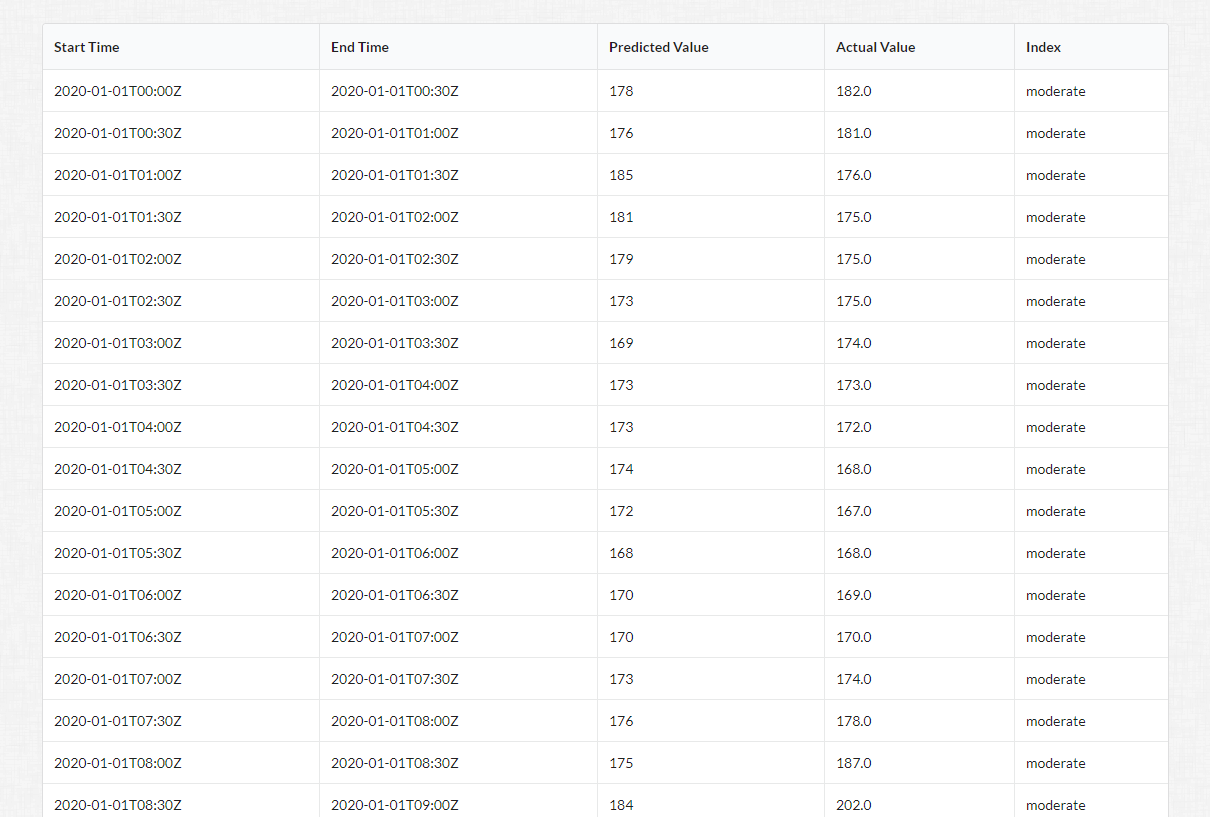 Start Time End Time Predicted Value Actual Value Index
2020-01-01T00:00Z 2020-01-01T00:30Z 178 182.0 moderate
2020-01-01T00:30Z 2020-01-01T01:00Z 176 181.0 moderate
2020-01-01T01:00Z 2020-01-01T01:30Z 185 176.0 moderate
2020-01-01T01:30Z 2020-01-01T02:00Z 181 175.0 moderate
2020-01-01T02:00Z 2020-01-01T02:30Z 179 175.0 moderate
2020-01-01T02:30Z 2020-01-01T03:00Z 173 175.0 moderate
2020-01-01T03:00Z 2020-01-01T03:30Z 169 174.0 moderate
2020-01-01T03:30Z 2020-01-01T04:00Z 173 173.0 moderate
2020-01-01T04:00Z 2020-01-01T04:30Z 173 172.0 moderate
2020-01-01T04:30Z 2020-01-01T05:00Z 174 168.0 moderate
2020-01-01T05:00Z 2020-01-01T05:30Z 172 167.0 moderate
2020-01-01T05:30Z 2020-01-01T06:00Z 168 168.0 moderate
2020-01-01T06:00Z 2020-01-01T06:30Z 170 169.0 moderate
2020-01-01T06:30Z 2020-01-01T07:00Z 170 170.0 moderate
2020-01-01T07:00Z 2020-01-01T07:30Z 173 174.0 moderate
2020-01-01T07:30Z 2020-01-01T08:00Z 176 178.0 moderate
2020-01-01T08:00Z 2020-01-01T08:30Z 175 187.0 moderate
2020-01-01T08:30Z 2020-01-01T09:00Z 184 202.0 moderate